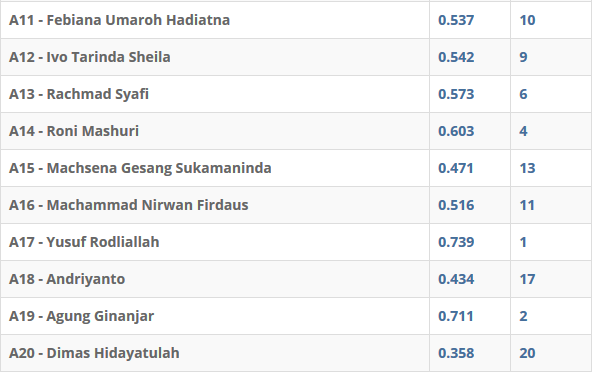 A11 - Febiana Umaroh Hadiatna 0.537 10
A12 - Ivo Tarinda Sheila 0.542 9
A13 - Rachmad Syafi 0.573 6
A14 - Roni Mashuri 0.603 4
A15 - Machsena Gesang Sukamaninda 0.471 13
A16 - Machammad Nirwan Firdaus 0.516 11
A17 - Yusuf Rodliallah 0.739 1
A18 - Andriyanto 0.434 17
A19 - Agung Ginanjar 0.711 2
A20 - Dimas Hidayatulah 0.358 20